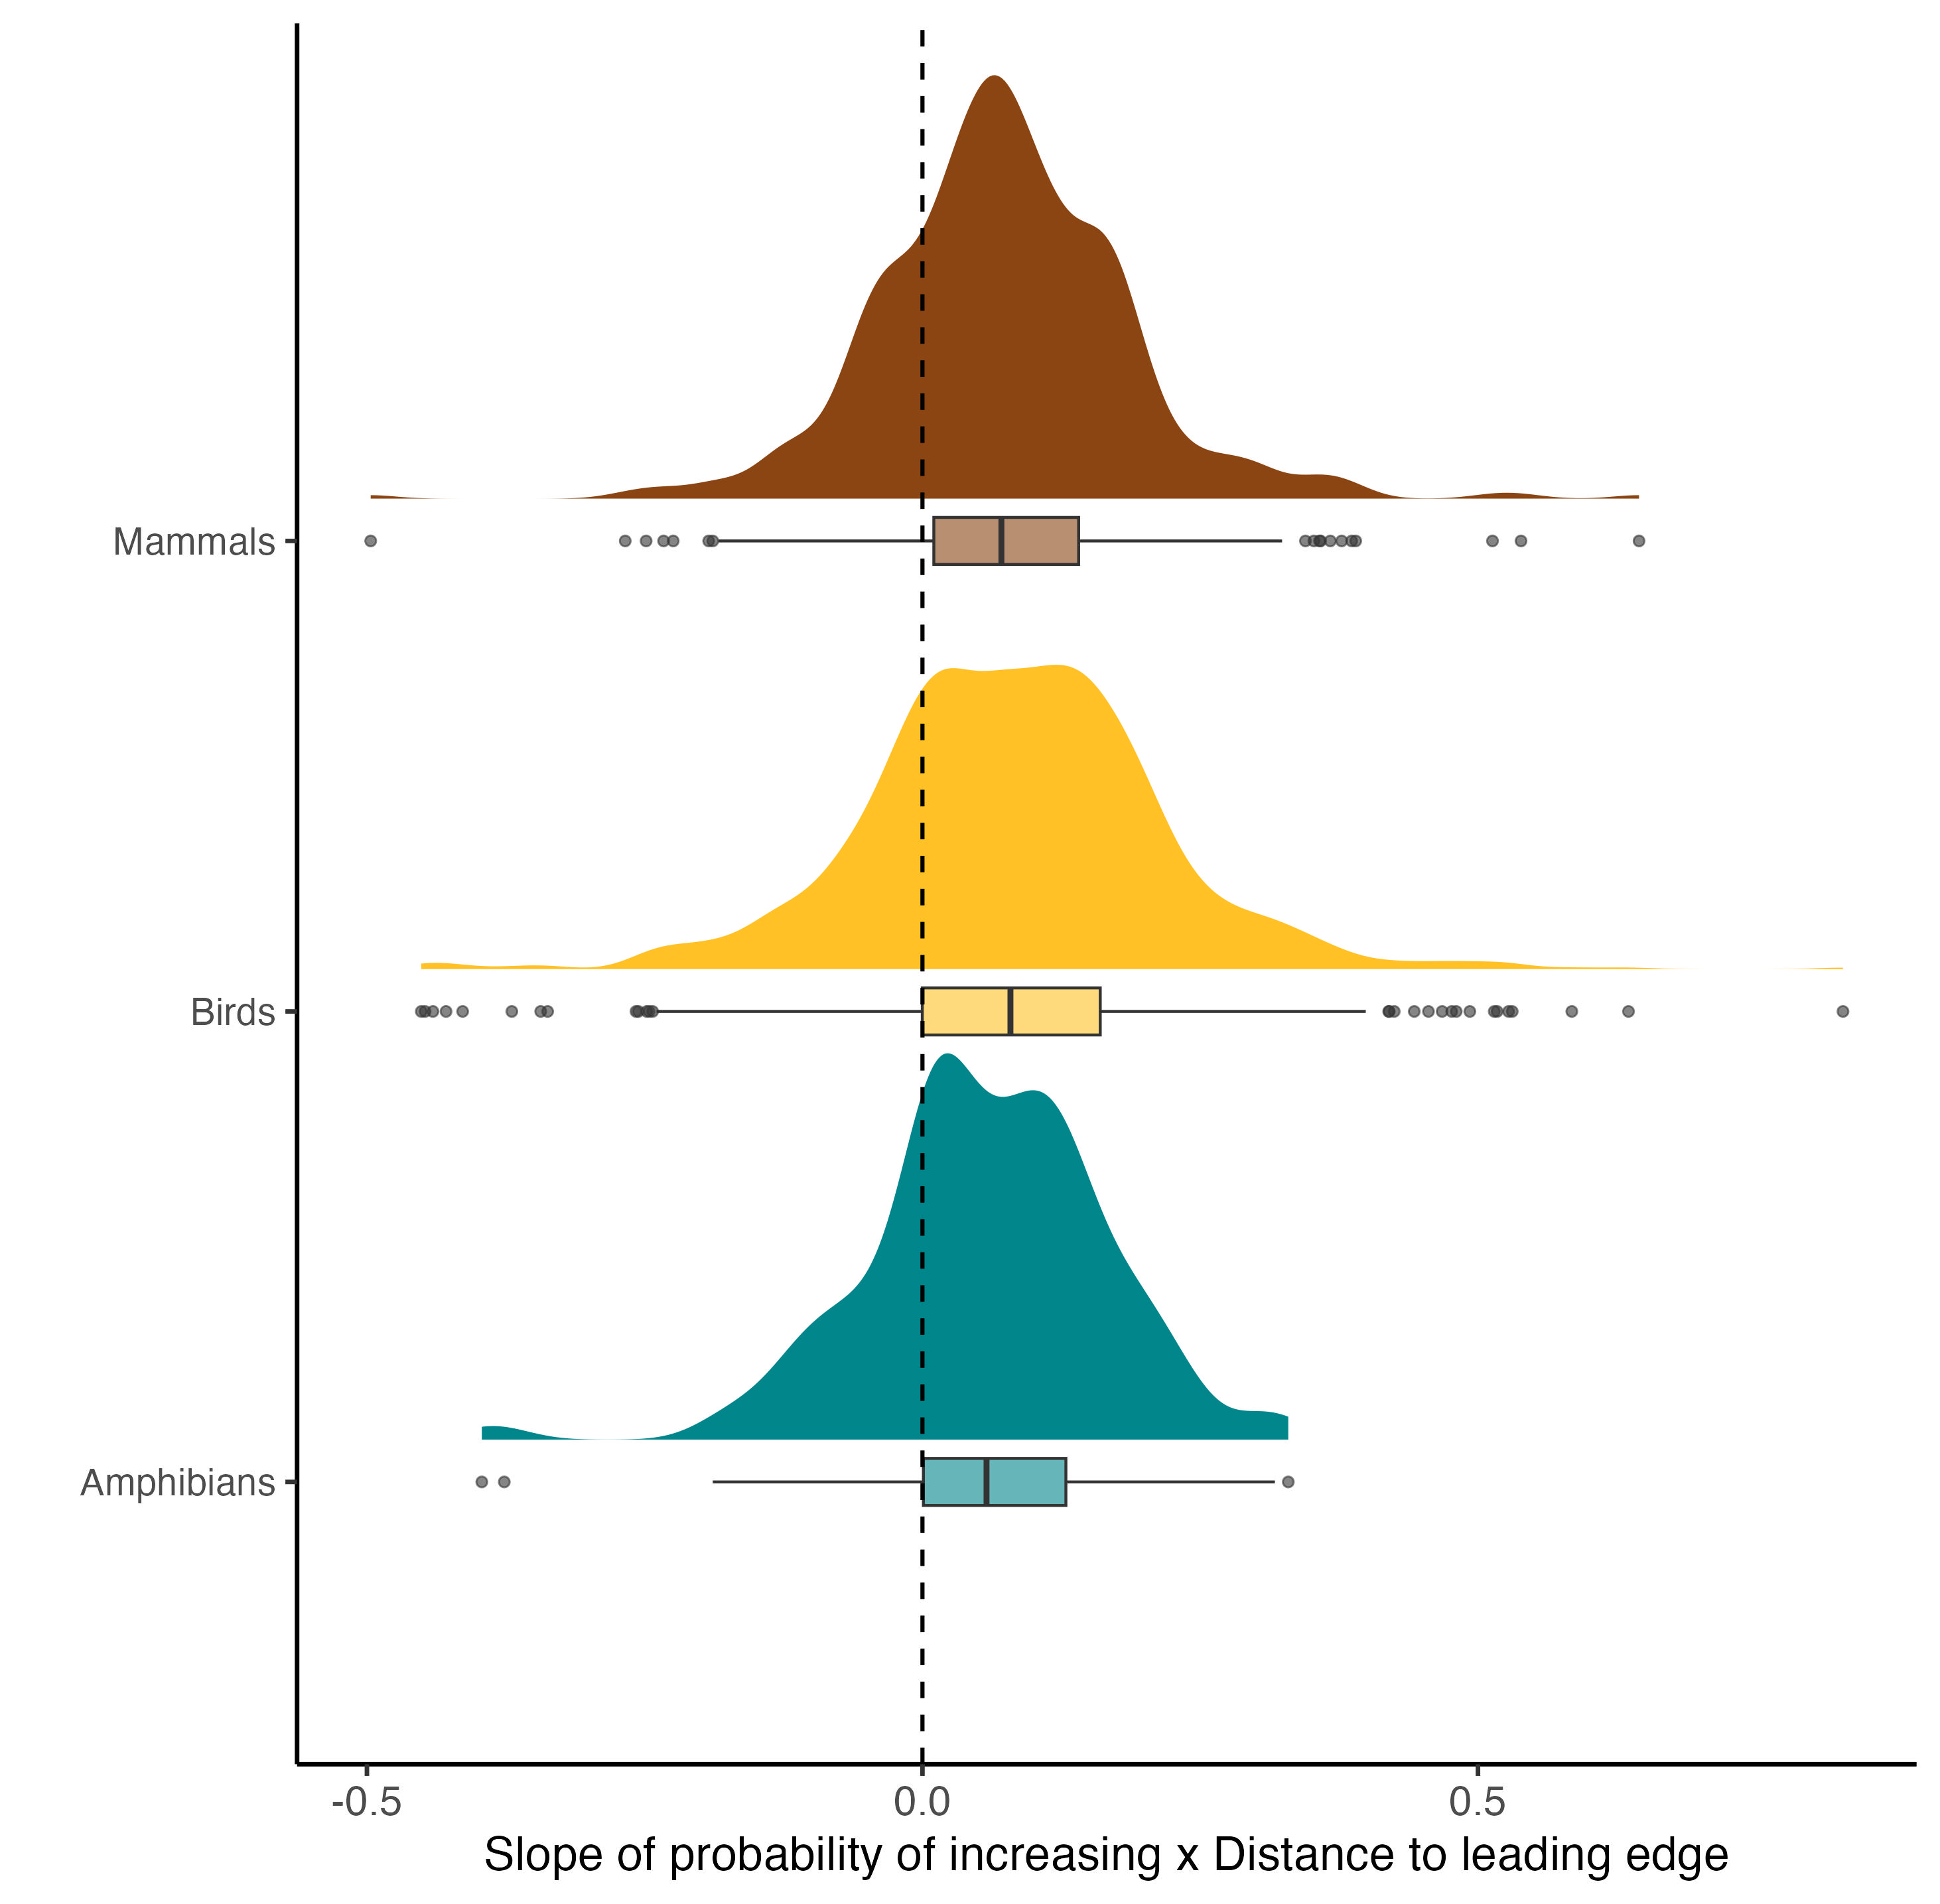 Mammals
Birds
Amphibians
-0.5 0.0 0.5
Slope of probability of increasing x Distance to leading edge